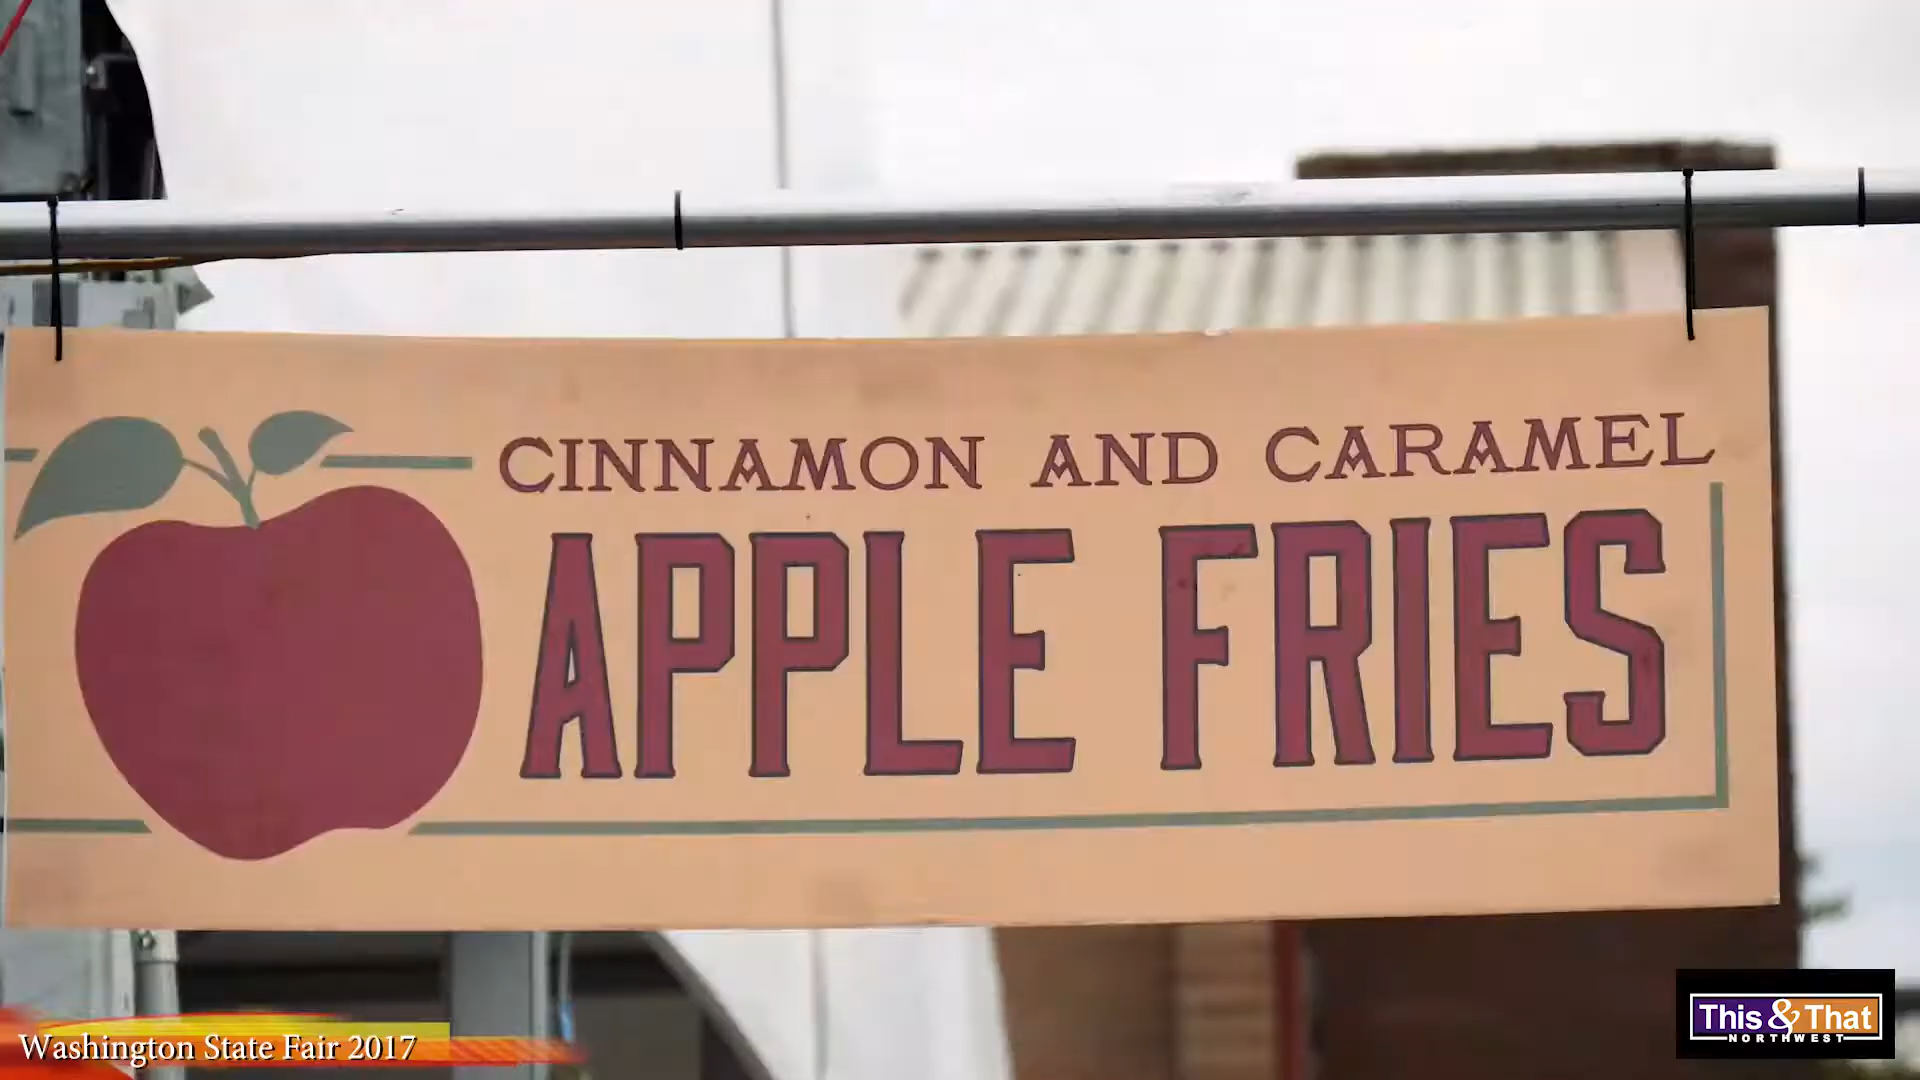 CINNAMON AND CARAMEL
APPLE FRIES
Washington State Fair 2017
This & That
NORTHWEST